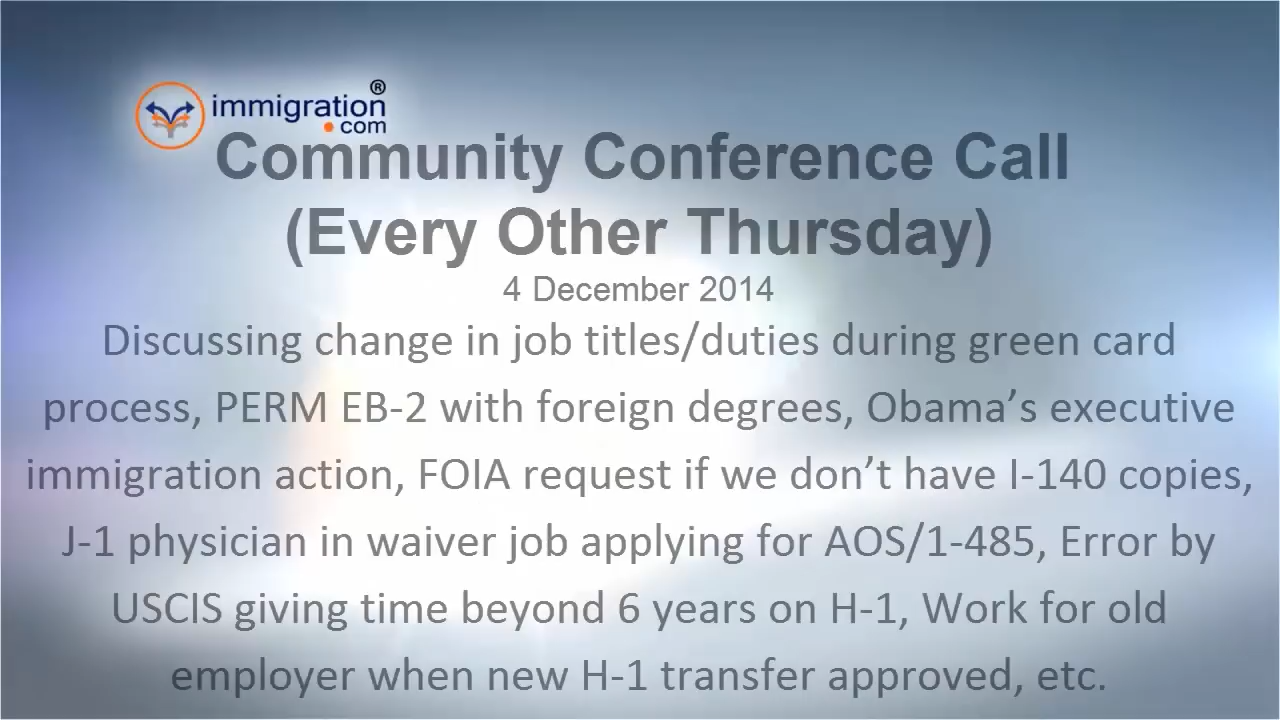 immigration®
.com
Community Conference Call
(Every Other Thursday)
4 December 2014
Discussing change in job titles/duties during green card
process, PERM EB-2 with foreign degrees, Obama’s executive
immigration action, FOIA request if we don’t have I-140 copies,
J-1 physician in waiver job applying for AOS/1-485, Error by
USCIS giving time beyond 6 years on H-1, Work for old
employer when new H-1 transfer approved, etc.